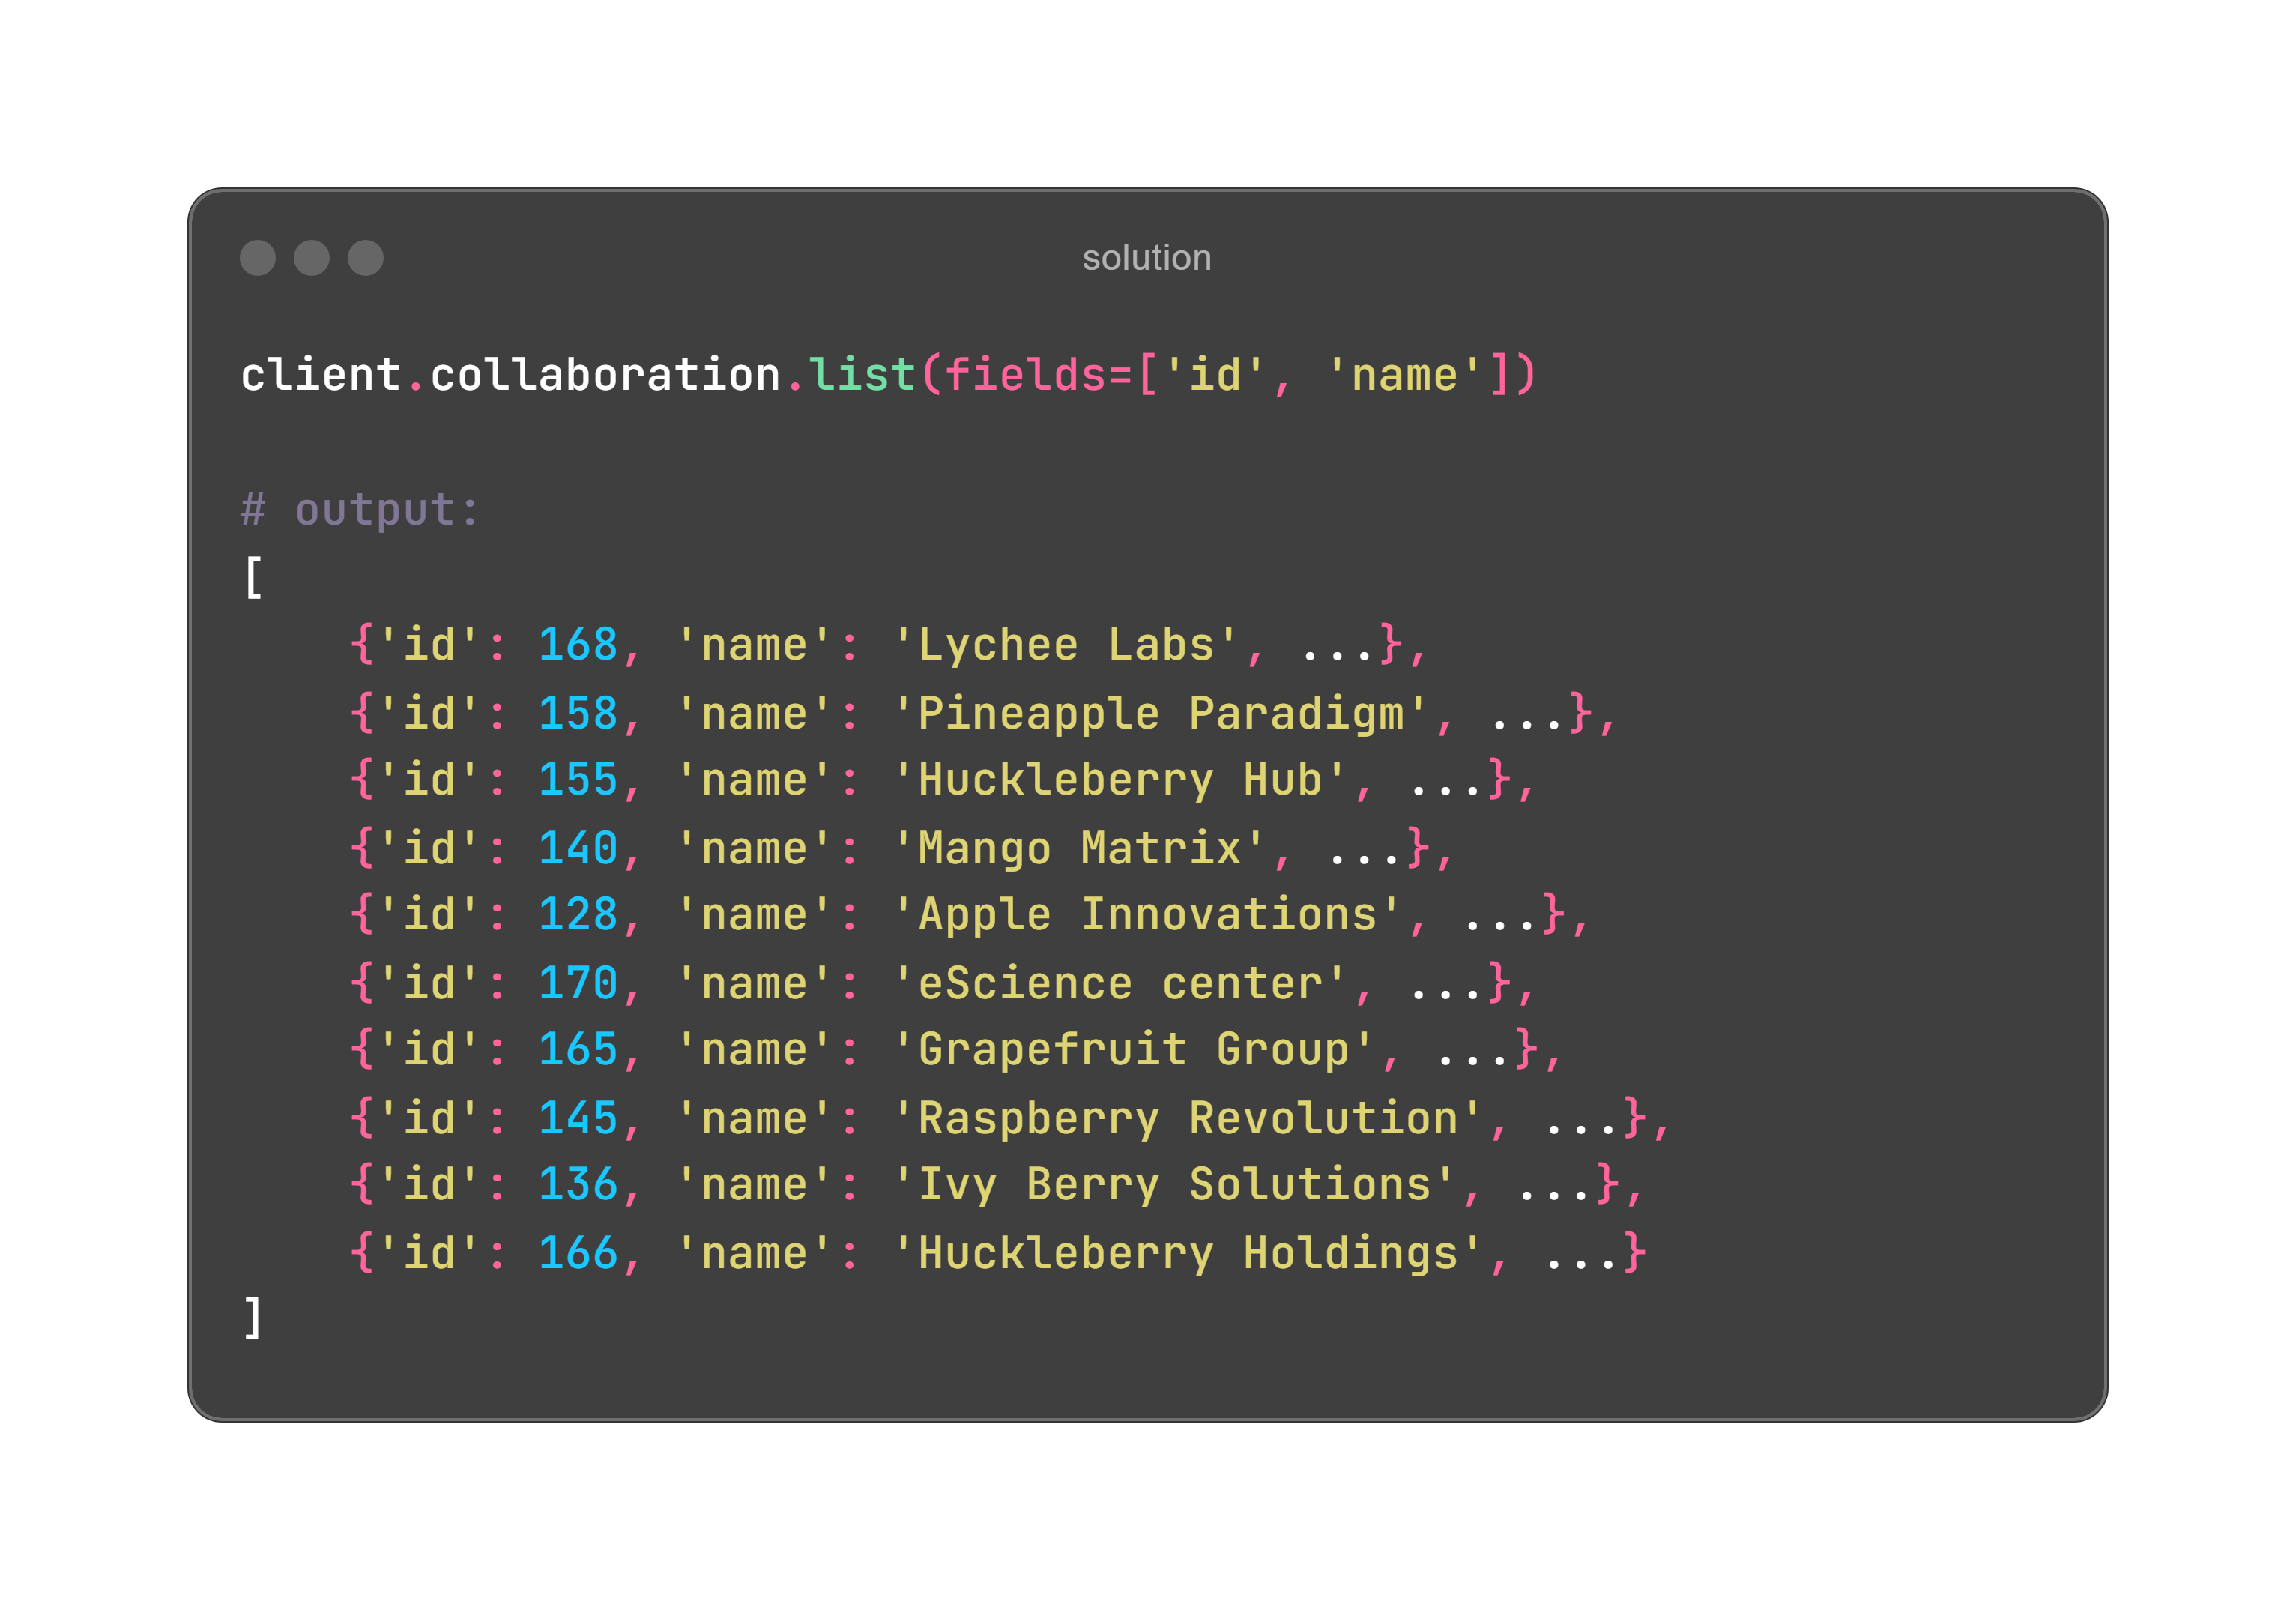 solution
client.collaboration.list(fields=['id', 'name'])
# output:
[
    {'id': 168, 'name': 'Lychee Labs', ...},
    {'id': 158, 'name': 'Pineapple Paradigm', ...},
    {'id': 155, 'name': 'Huckleberry Hub', ...},
    {'id': 140, 'name': 'Mango Matrix', ...},
    {'id': 128, 'name': 'Apple Innovations', ...},
    {'id': 170, 'name': 'eScience center', ...},
    {'id': 165, 'name': 'Grapefruit Group', ...},
    {'id': 145, 'name': 'Raspberry Revolution', ...},
    {'id': 136, 'name': 'Ivy Berry Solutions', ...},
    {'id': 166, 'name': 'Huckleberry Holdings', ...}
]